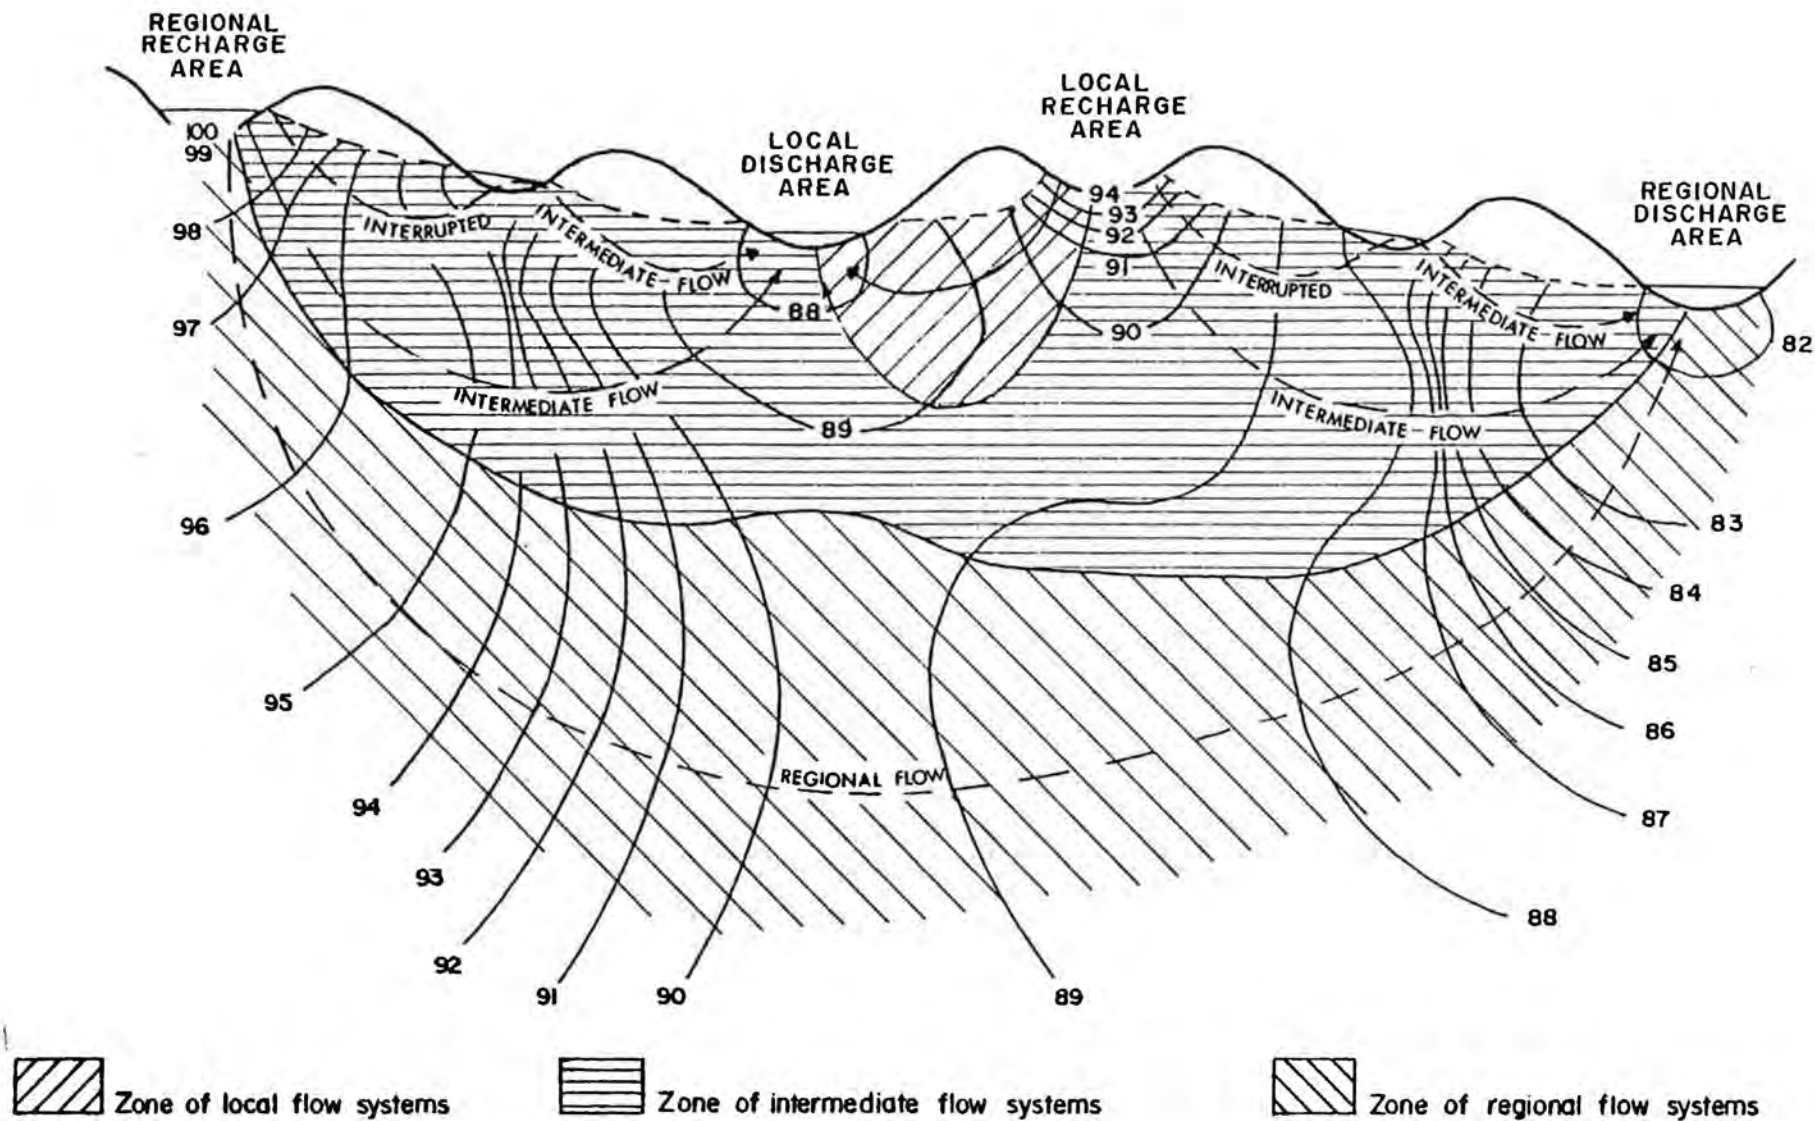 REGIONAL
RECHARGE
AREA
LOCAL
DISCHARGE
AREA
LOCAL
RECHARGE
AREA
REGIONAL
DISCHARGE
AREA
100
99
98
97
96
95
94
93
92
91
90
89
88
87
86
85
84
83
82
94
93
92
91
90
88
89
INTERRUPTED
INTERMEDIATE-FLOW
INTERMEDIATE FLOW
INTERRUPTED
INTERMEDIATE-FLOW
INTERMEDIATE-FLOW
REGIONAL FLOW
Zone of local flow systems
Zone of intermediate flow systems
Zone of regional flow systems